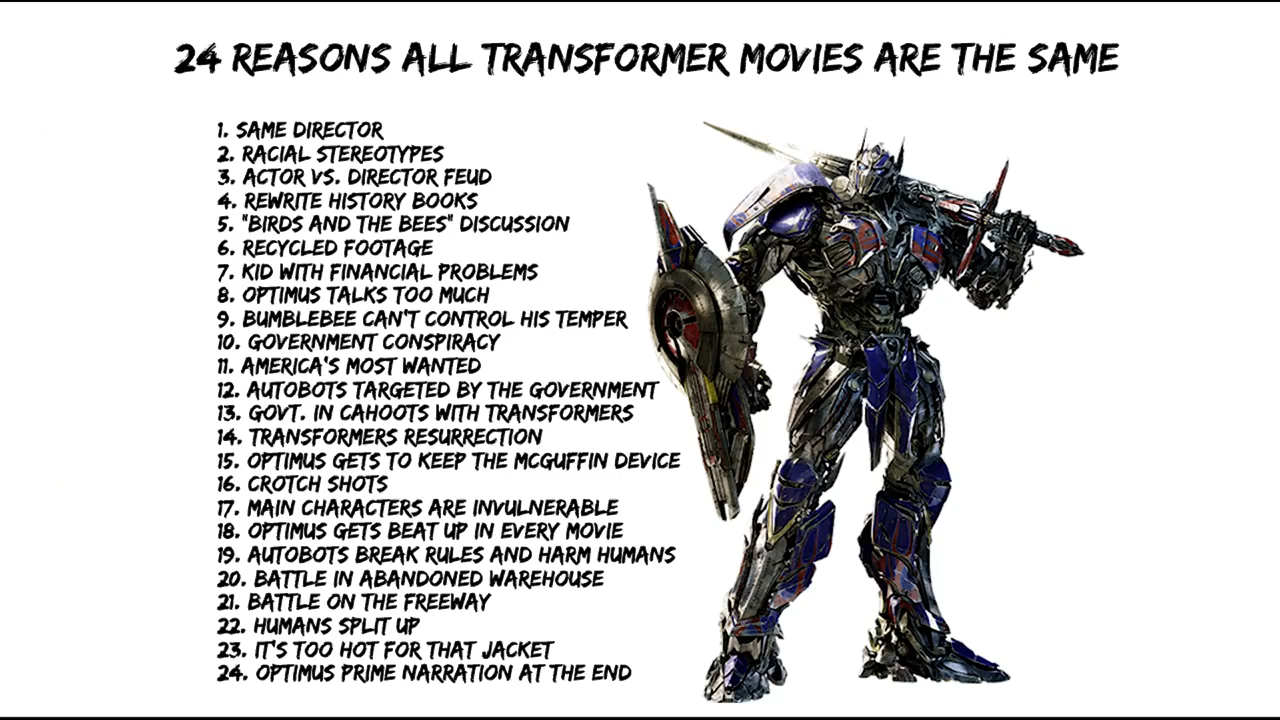 24 REASONS ALL TRANSFORMER MOVIES ARE THE SAME
1. SAME DIRECTOR
2. RACIAL STEREOTYPES
3. ACTOR VS. DIRECTOR FEUD
4. REWRITE HISTORY BOOKS
5. "BIRDS AND THE BEES" DISCUSSION
6. RECYCLED FOOTAGE
7. KID WITH FINANCIAL PROBLEMS
8. OPTIMUS TALKS TOO MUCH
9. BUMBLEBEE CAN'T CONTROL HIS TEMPER
10. GOVERNMENT CONSPIRACY
11. AMERICA'S MOST WANTED
12. AUTOBOTS TARGETED BY THE GOVERNMENT
13. GOVT. IN CAHOOTS WITH TRANSFORMERS
14. TRANSFORMERS RESURRECTION
15. OPTIMUS GETS TO KEEP THE MCGUFFIN DEVICE
16. CROTCH SHOTS
17. MAIN CHARACTERS ARE INVULNERABLE
18. OPTIMUS GETS BEAT UP IN EVERY MOVIE
19. AUTOBOTS BREAK RULES AND HARM HUMANS
20. BATTLE IN ABANDONED WAREHOUSE
21. BATTLE ON THE FREEWAY
22. HUMANS SPLIT UP
23. IT'S TOO HOT FOR THAT JACKET
24. OPTIMUS PRIME NARRATION AT THE END